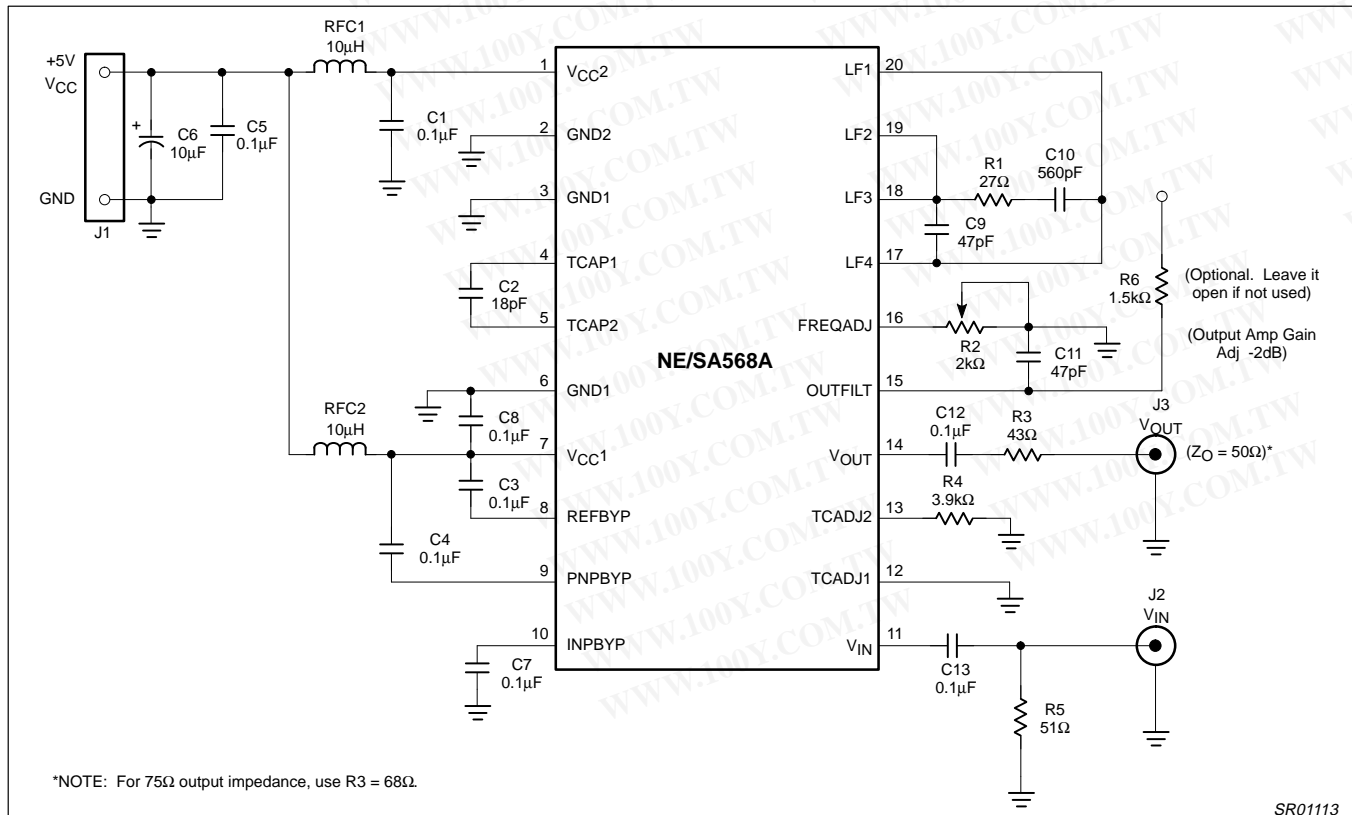 RFC1
10µH
+5V
VCC
C6
10µF
C5
0.1µF
C1
0.1µF
GND
J1
+
1 VCC2
2 GND2
3 GND1
4 TCAP1
C2
18pF
5 TCAP2
6 GND1
RFC2
10µH
C8
0.1µF
7 VCC1
C3
0.1µF
8 REFBYP
C4
0.1µF
9 PNPBYP
10 INPBYP
C7
0.1µF
NE/SA568A
LF1 20
LF2 19
R1
27Ω
C10
560pF
LF3 18
C9
47pF
LF4 17
R6
1.5kΩ
(Optional. Leave it
open if not used)
(Output Amp Gain
Adj -2dB)
FREQADJ 16
R2
2kΩ
C11
47pF
OUTFILT 15
C12
0.1µF
R3
43Ω
J3
VOUT
(ZO = 50Ω)*
VOUT 14
R4
3.9kΩ
TCADJ2 13
TCADJ1 12
J2
VIN
VIN 11
C13
0.1µF
R5
51Ω
*NOTE: For 75Ω output impedance, use R3 = 68Ω.
SR01113
WWW.100Y.COM.TW